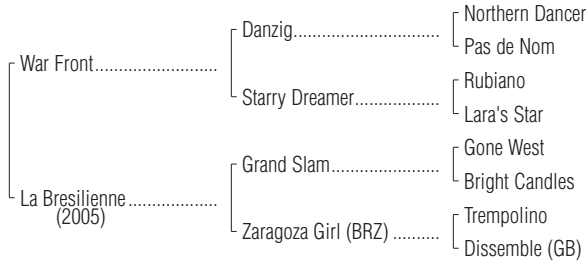 Northern Dancer
Danzig
Pas de Nom
War Front
Rubiano
Starry Dreamer
Lara's Star
Gone West
Grand Slam
Bright Candles
La Bresilienne
(2005)
Trempolino
Zaragoza Girl (BRZ)
Dissemble (GB)